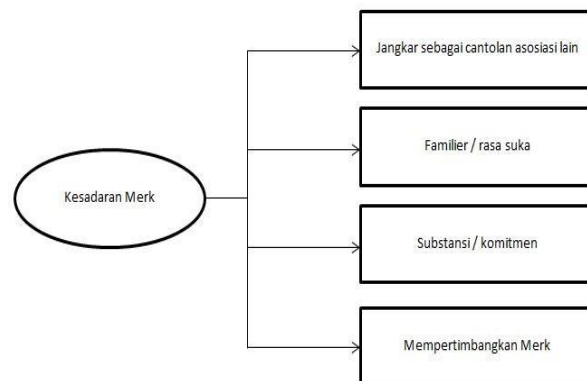 Jangkar sebagai cantolan asosiasi lain
Familier / rasa suka
Kesadaran Merk
Substansi / komitmen
Mempertimbangkan Merk